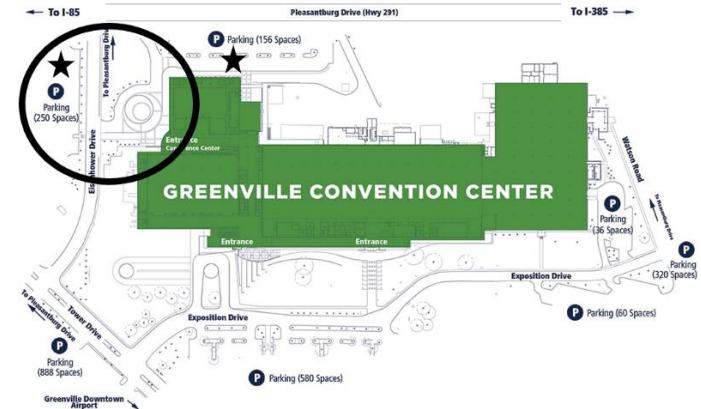 To I-85
Pleasantburg Drive (Hwy 291)
To I-385
P Parking (156 Spaces)
To Pleasantburg Drive
P
Parking
(250 Spaces)
Eisenhower Drive
Entrance
Conference Center
GREENVILLE CONVENTION CENTER
Entrance
Entrance
Watson Road
To Pleasantburg Drive
P
Parking
(36 Spaces)
P
Parking
(320 Spaces)
Exposition Drive
P Parking (60 Spaces)
Exposition Drive
To Pleasantburg Drive
Tower Drive
P
Parking
(888 Spaces)
P Parking (580 Spaces)
Greenville Downtown
Airport